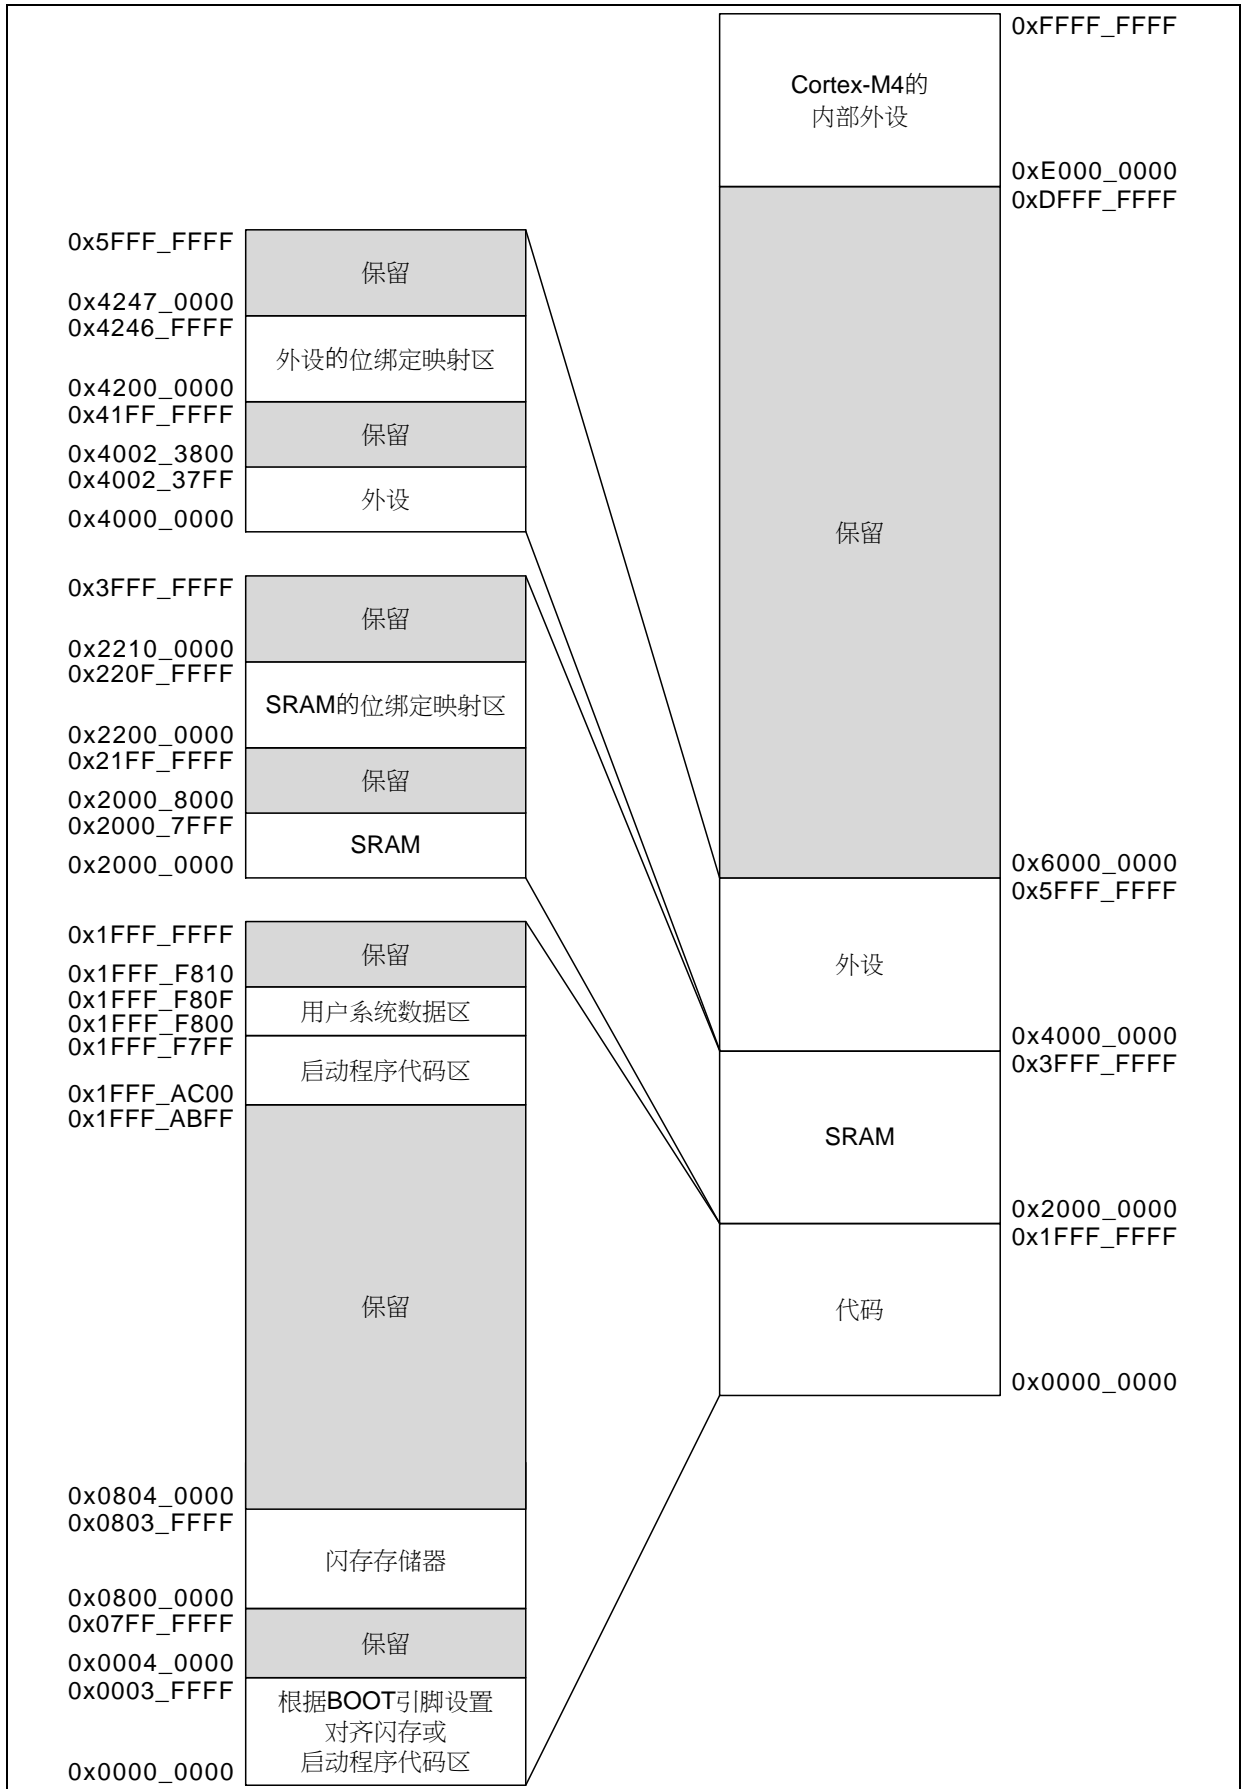 0xFFFF_FFFF
Cortex-M4的
内部外设
0xE000_0000
0xDFFF_FFFF
保留
0x6000_0000
0x5FFF_FFFF
外设
0x4000_0000
0x3FFF_FFFF
SRAM
0x2000_0000
0x1FFF_FFFF
代码
0x0000_0000
0x5FFF_FFFF
保留
0x4247_0000
0x4246_FFFF
外设的位绑定映射区
0x4200_0000
0x41FF_FFFF
保留
0x4002_3800
0x4002_37FF
外设
0x4000_0000
0x3FFF_FFFF
保留
0x2210_0000
0x220F_FFFF
SRAM的位绑定映射区
0x2200_0000
0x21FF_FFFF
保留
0x2000_8000
0x2000_7FFF
SRAM
0x2000_0000
0x1FFF_FFFF
保留
0x1FFF_F810
0x1FFF_F80F
用户系统数据区
0x1FFF_F800
0x1FFF_F7FF
启动程序代码区
0x1FFF_AC00
0x1FFF_ABFF
保留
0x0804_0000
0x0803_FFFF
闪存存储器
0x0800_0000
0x07FF_FFFF
保留
0x0004_0000
0x0003_FFFF
根据BOOT引脚设置
对齐闪存或
启动程序代码区
0x0000_0000